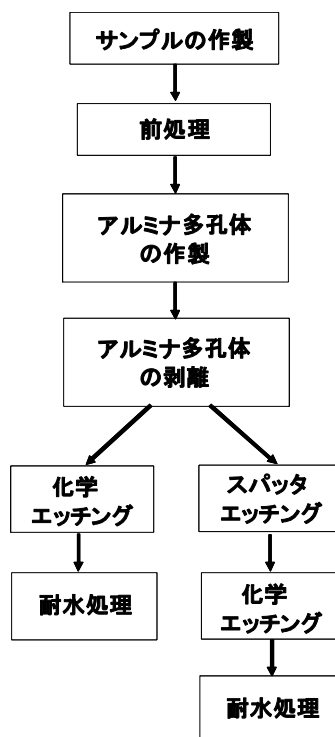 サンプルの作製
前処理
アルミナ多孔体
の作製
アルミナ多孔体
の剥離
化学
エッチング
耐水処理
スパッタ
エッチング
化学
エッチング
耐水処理